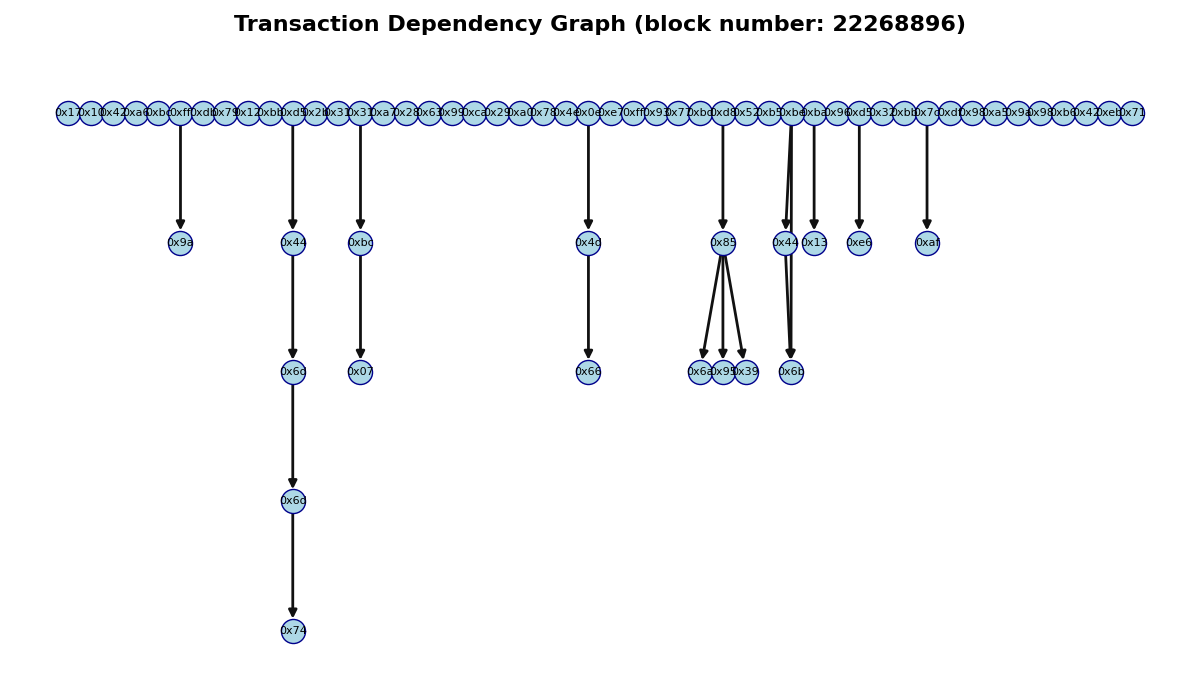 Transaction Dependency Graph (block number: 22268896)
0x17 0x10 0x42 0xa6 0xbc 0xff 0xdb 0x79 0x12 0xbb 0xd5 0x2b 0x31 0x31 0xa7 0x28 0x63 0x99 0xca 0x29 0xa0 0x78 0x4e 0x0e 0xe7 0xff 0x93 0x77 0xbd 0xd8 0x52 0xb5 0xbe 0xba 0x96 0xd5 0x32 0xbb 0x7d 0xdf 0x98 0xa5 0x9a 0x98 0xb6 0x42 0xeb 0x71
0x9a 0x44 0xbc 0x4d 0x85 0x44 0x13 0xe6 0xaf
0x6d 0x07 0x66 0x6a 0x95 0x39 0x6b
0x6d
0x74